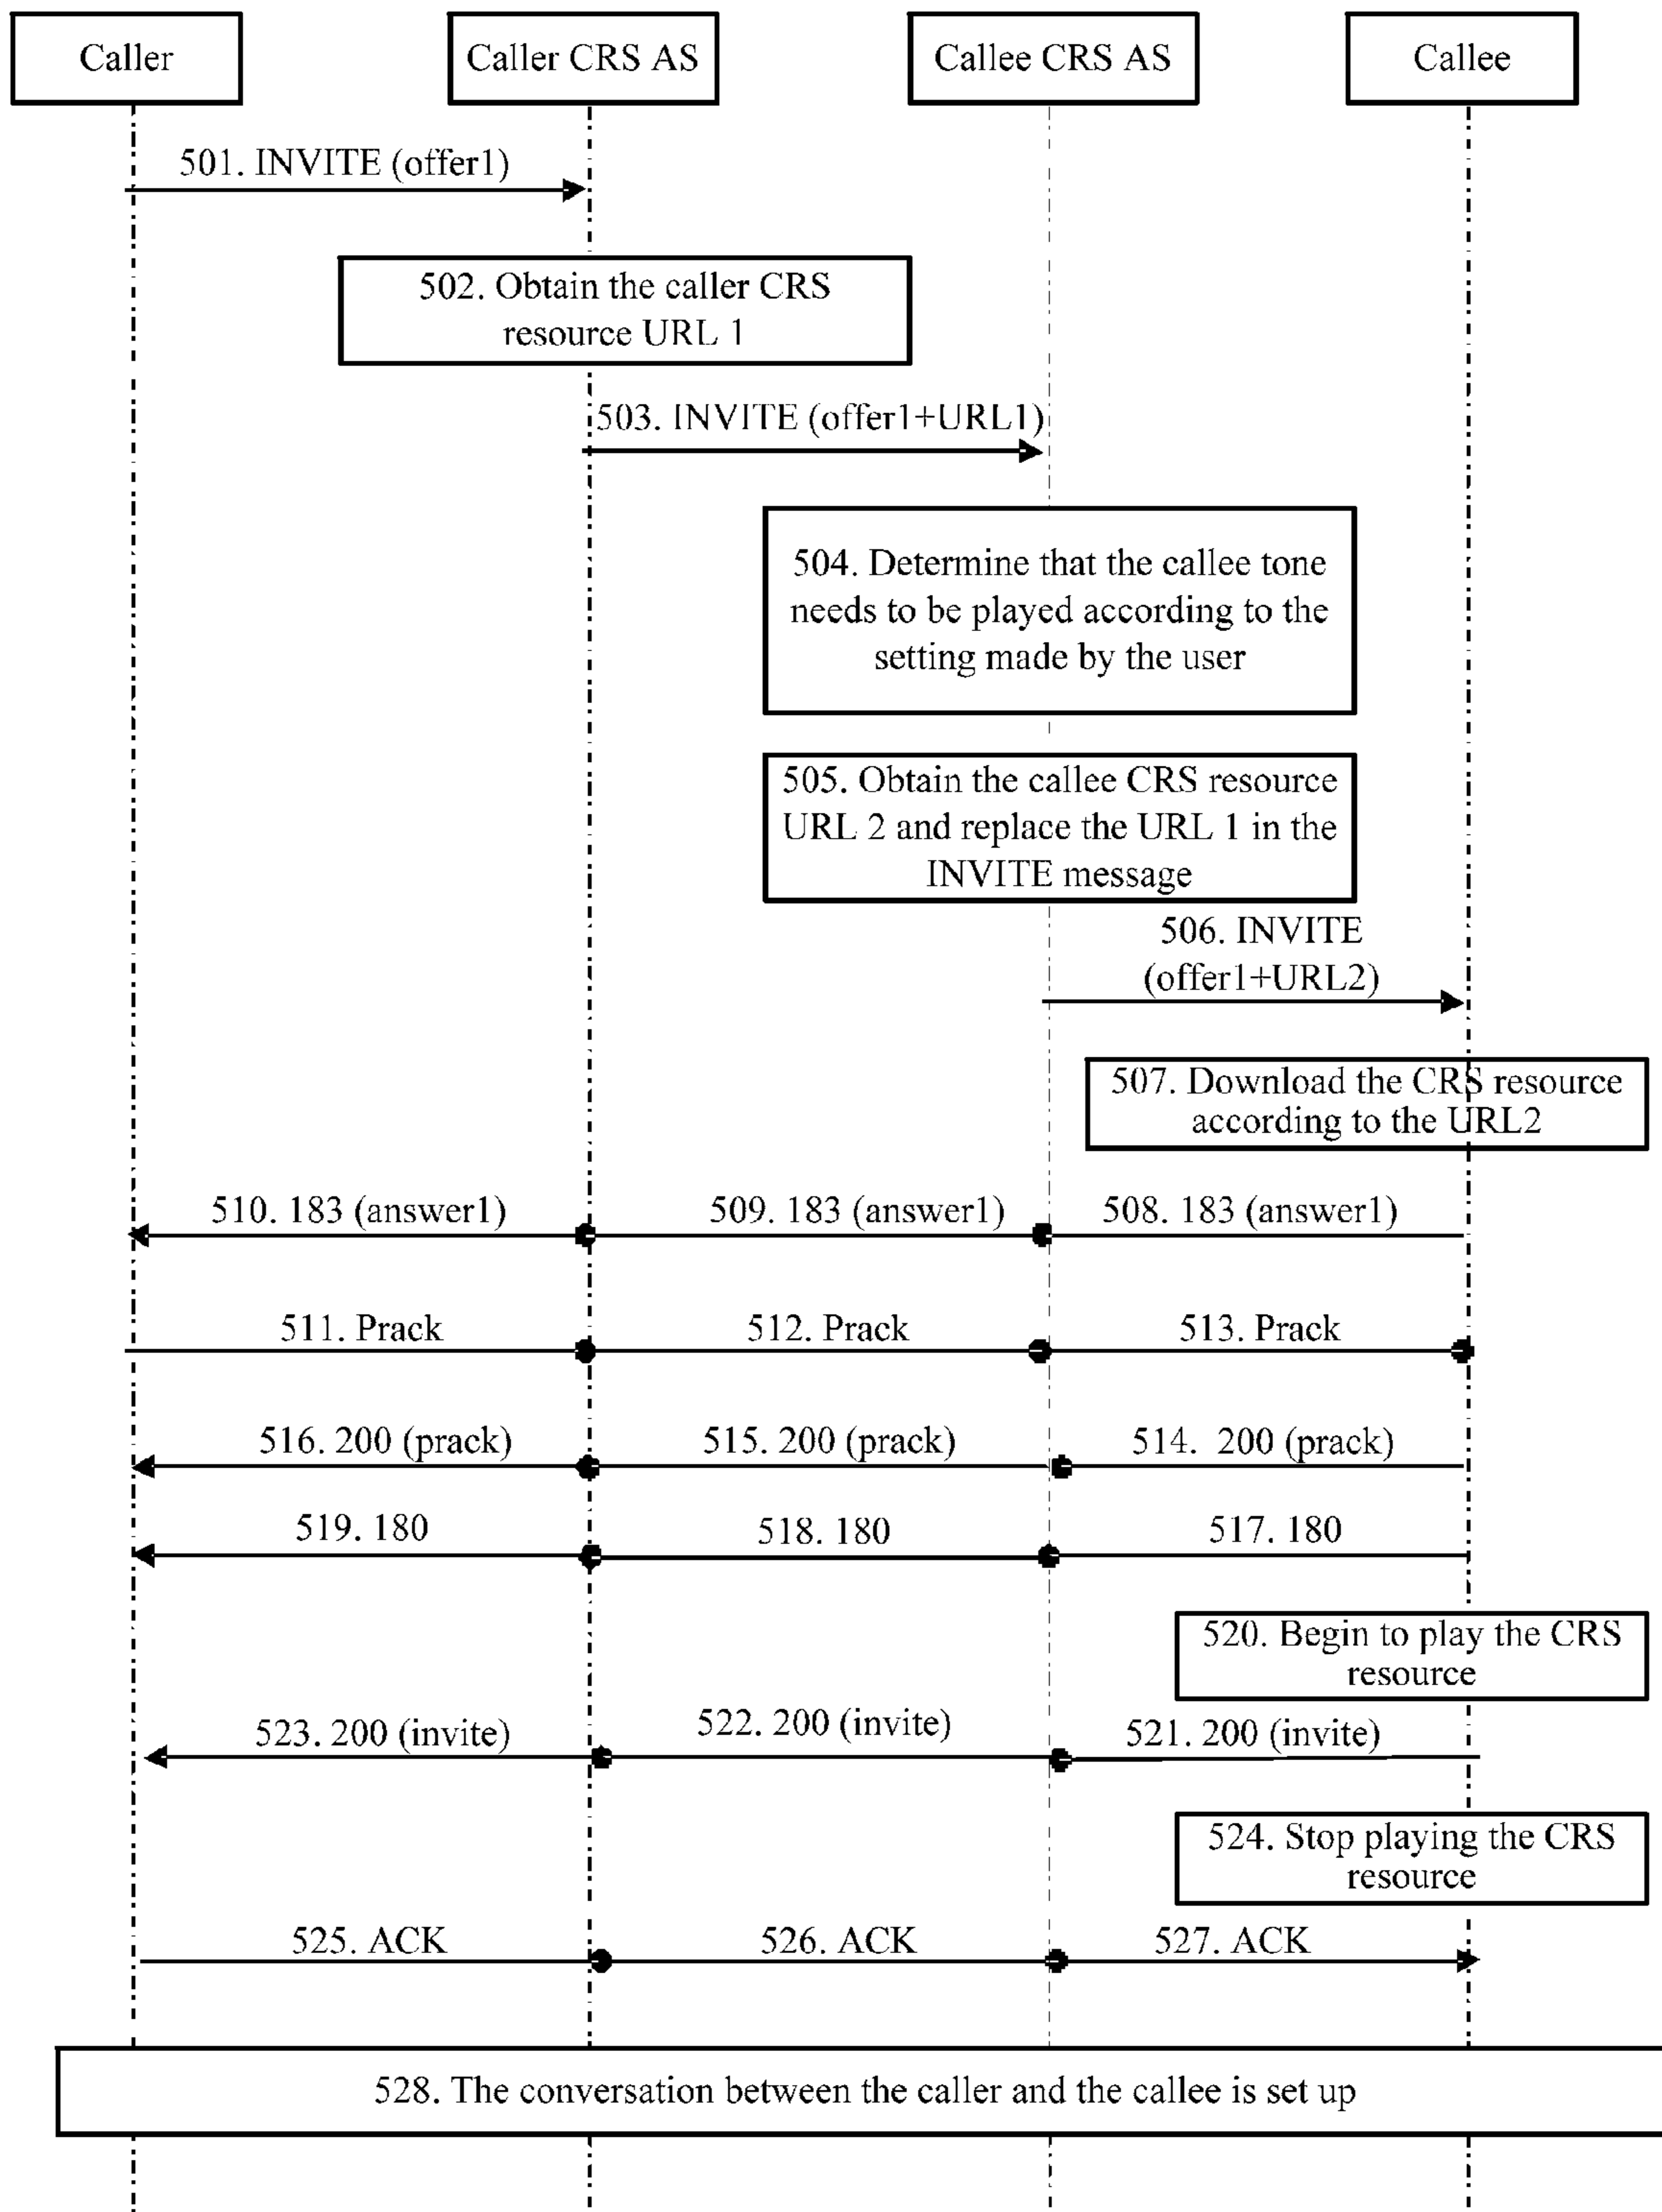 Caller
Caller CRS AS
Callee CRS AS
Callee
501. INVITE (offer1)
502. Obtain the caller CRS
resource URL 1
503. INVITE (offer1+URL1)
504. Determine that the callee tone
needs to be played according to the
setting made by the user
505. Obtain the callee CRS resource
URL 2 and replace the URL 1 in the
INVITE message
506. INVITE
(offer1+URL2)
507. Download the CRS resource
according to the URL2
510. 183 (answer1)
509. 183 (answer1)
508. 183 (answer1)
511. Prack
512. Prack
513. Prack
516. 200 (prack)
515. 200 (prack)
514. 200 (prack)
519. 180
518. 180
517. 180
520. Begin to play the CRS
resource
523. 200 (invite)
522. 200 (invite)
521. 200 (invite)
524. Stop playing the CRS
resource
525. ACK
526. ACK
527. ACK
528. The conversation between the caller and the callee is set up